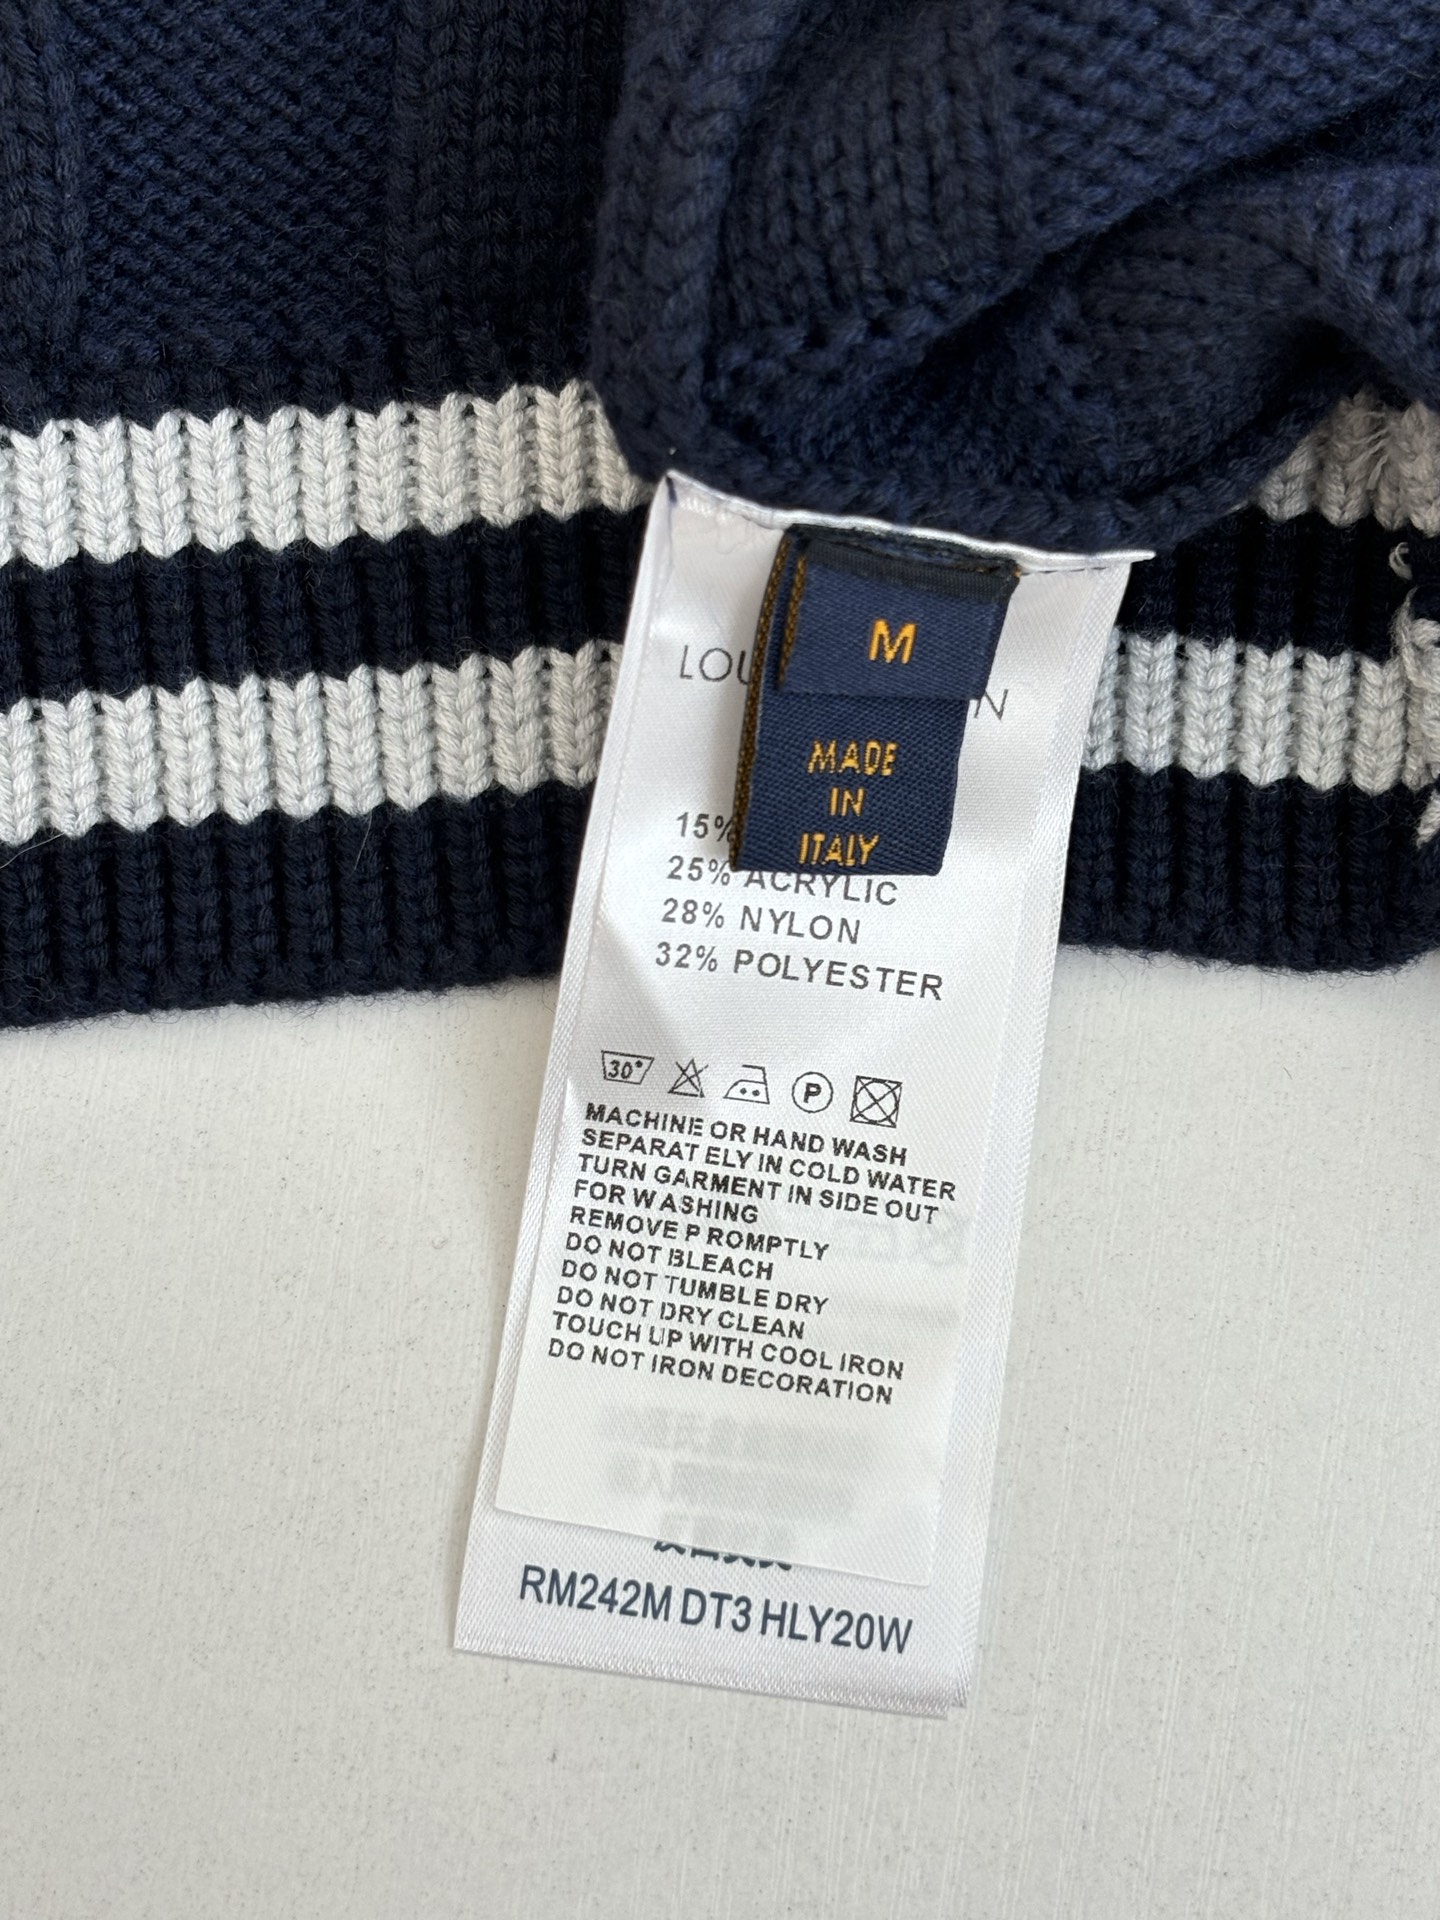 M
LOU
N
MADE
IN
ITALY
15%
25% ACRYLIC
28% NYLON
32% POLYESTER
30°
P
MACHINE OR HAND WASH
SEPARAT ELY IN COLD WATER
TURN GARMENT IN SIDE OUT
FOR WASHING
REMOVE P ROMPTLY
DO NOT BLEACH
DO NOT TUMBLE DRY
DO NOT DRY CLEAN
TOUCH UP WITH COOL IRON
DO NOT IRON DECORATION
RM242M DT3 HLY20W